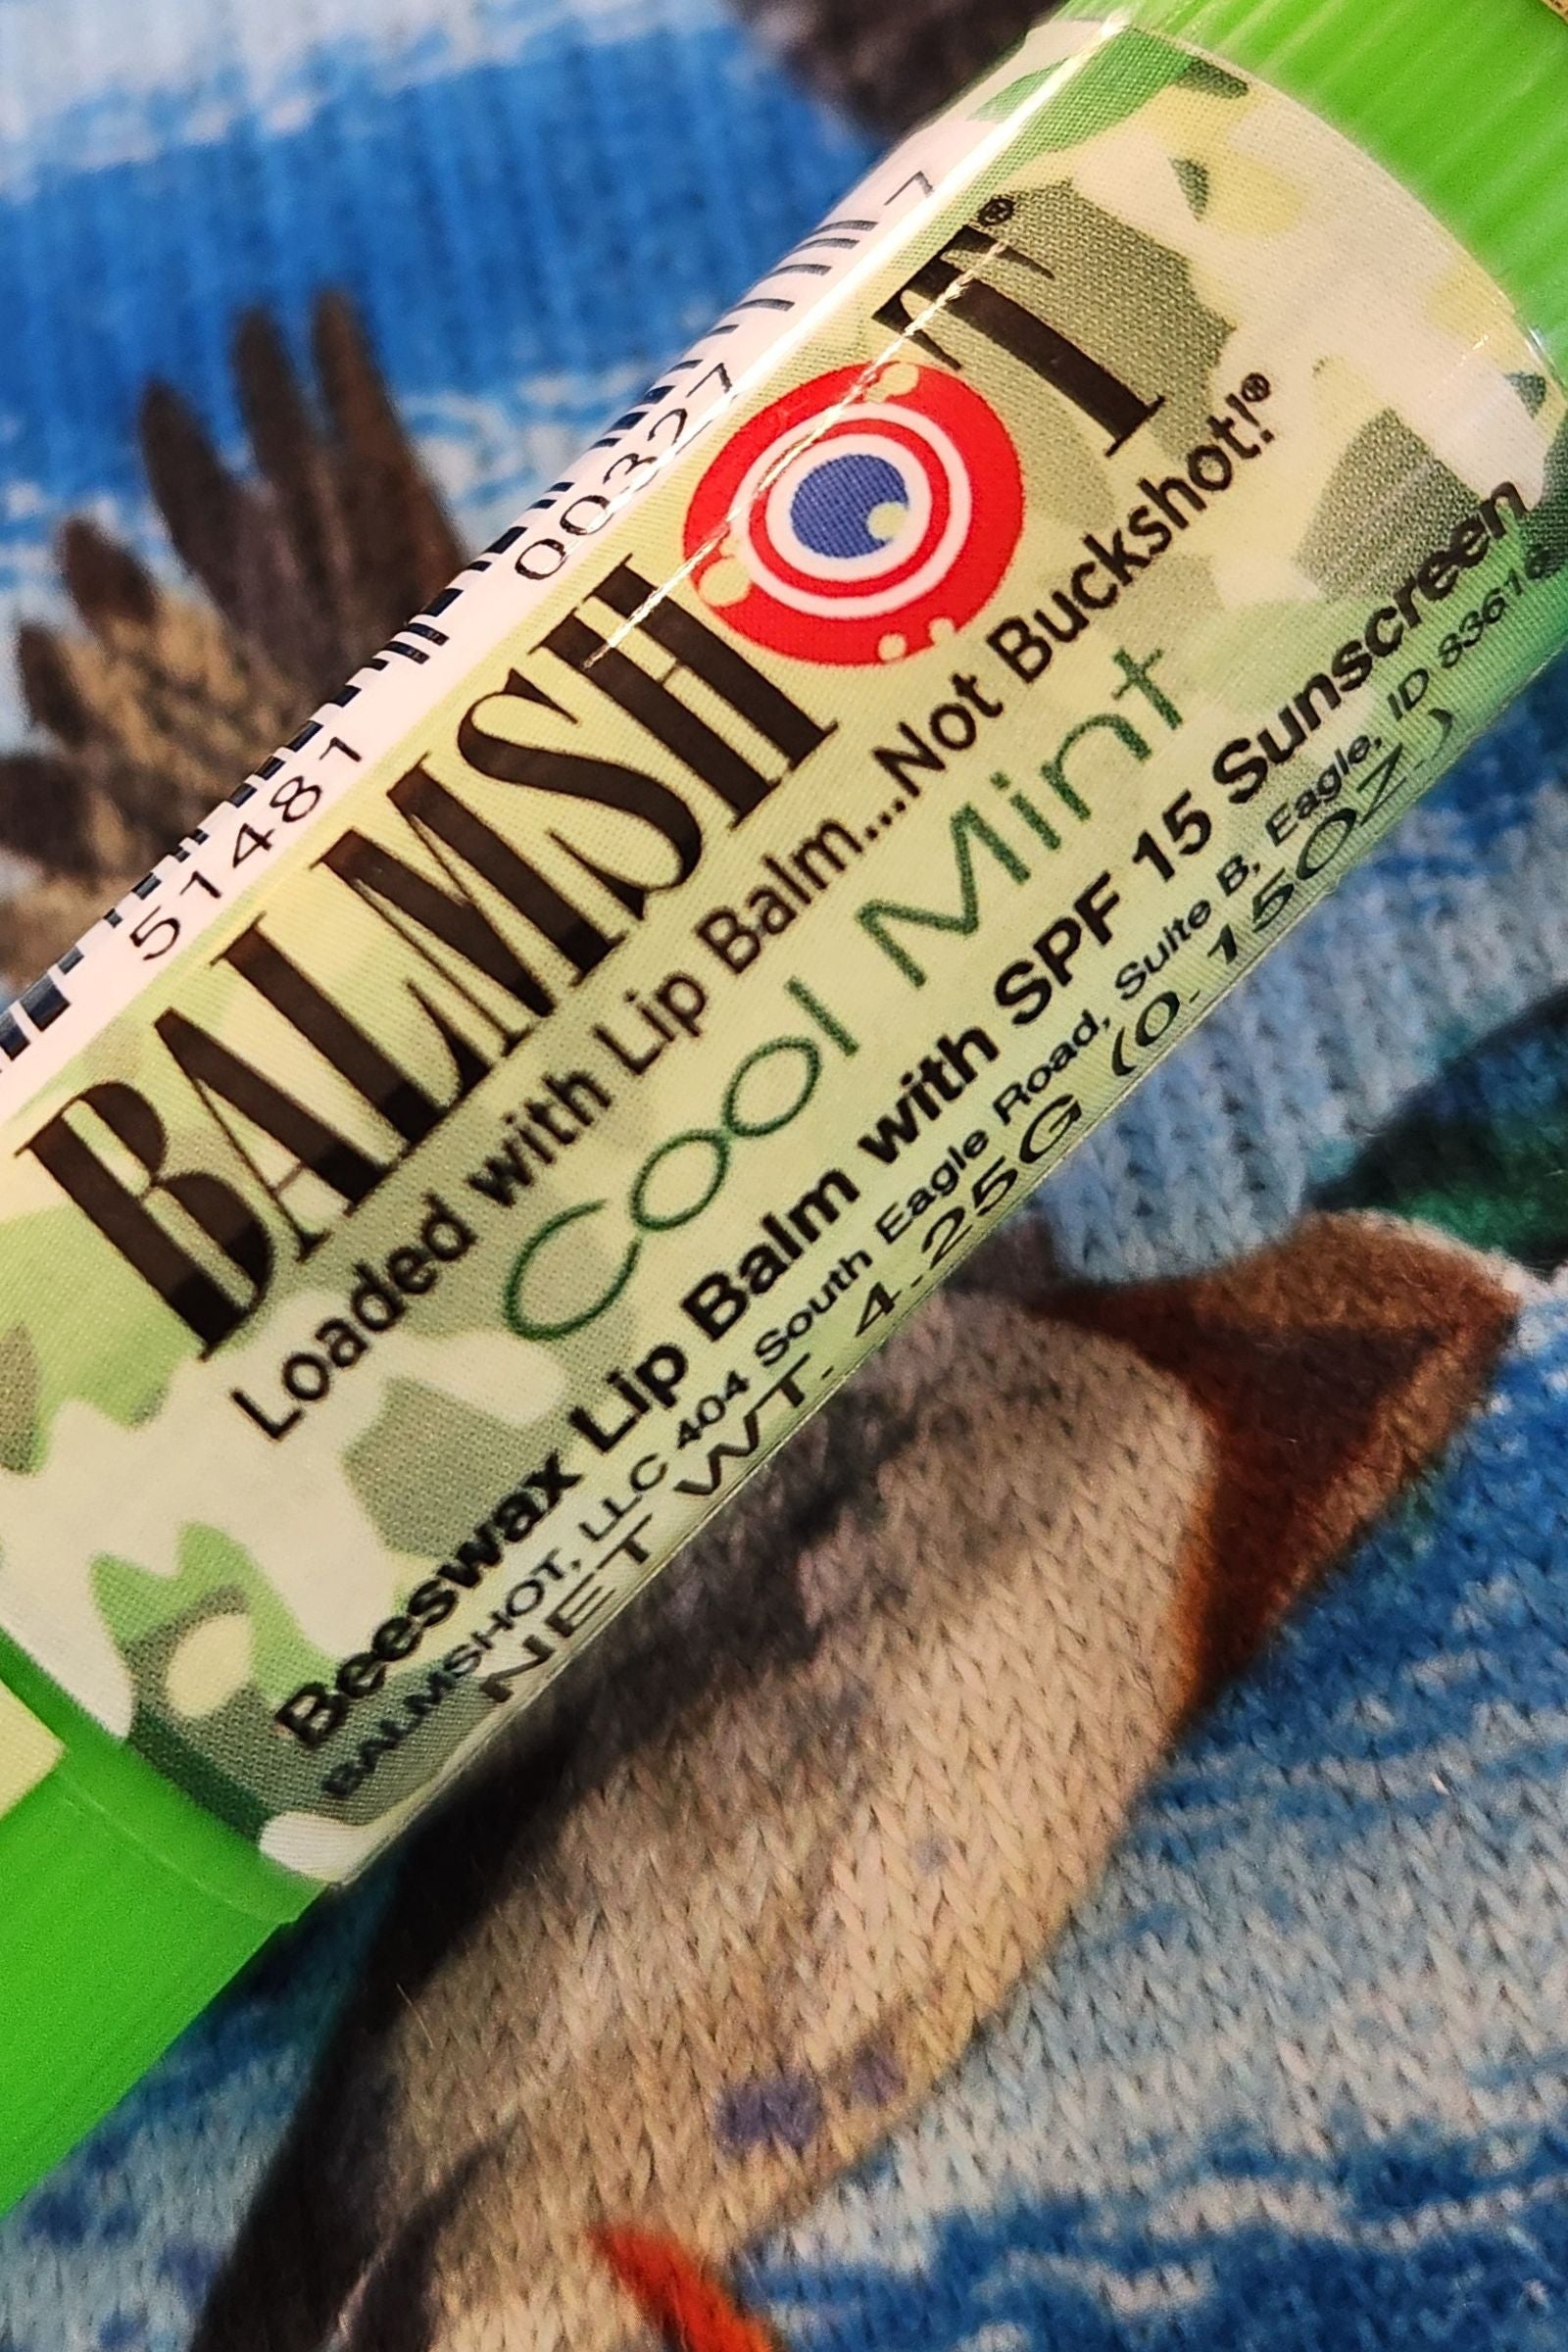 51481 00327 7
BALMSHOT®
Loaded with Lip Balm...Not Buckshot!®
Cool Mint
Beeswax Lip Balm with SPF 15 Sunscreen
BALMSHOT, LLC 404 South Eagle Road, Suite B, Eagle, ID 83616
NET WT. 4.25G (0.15OZ.)